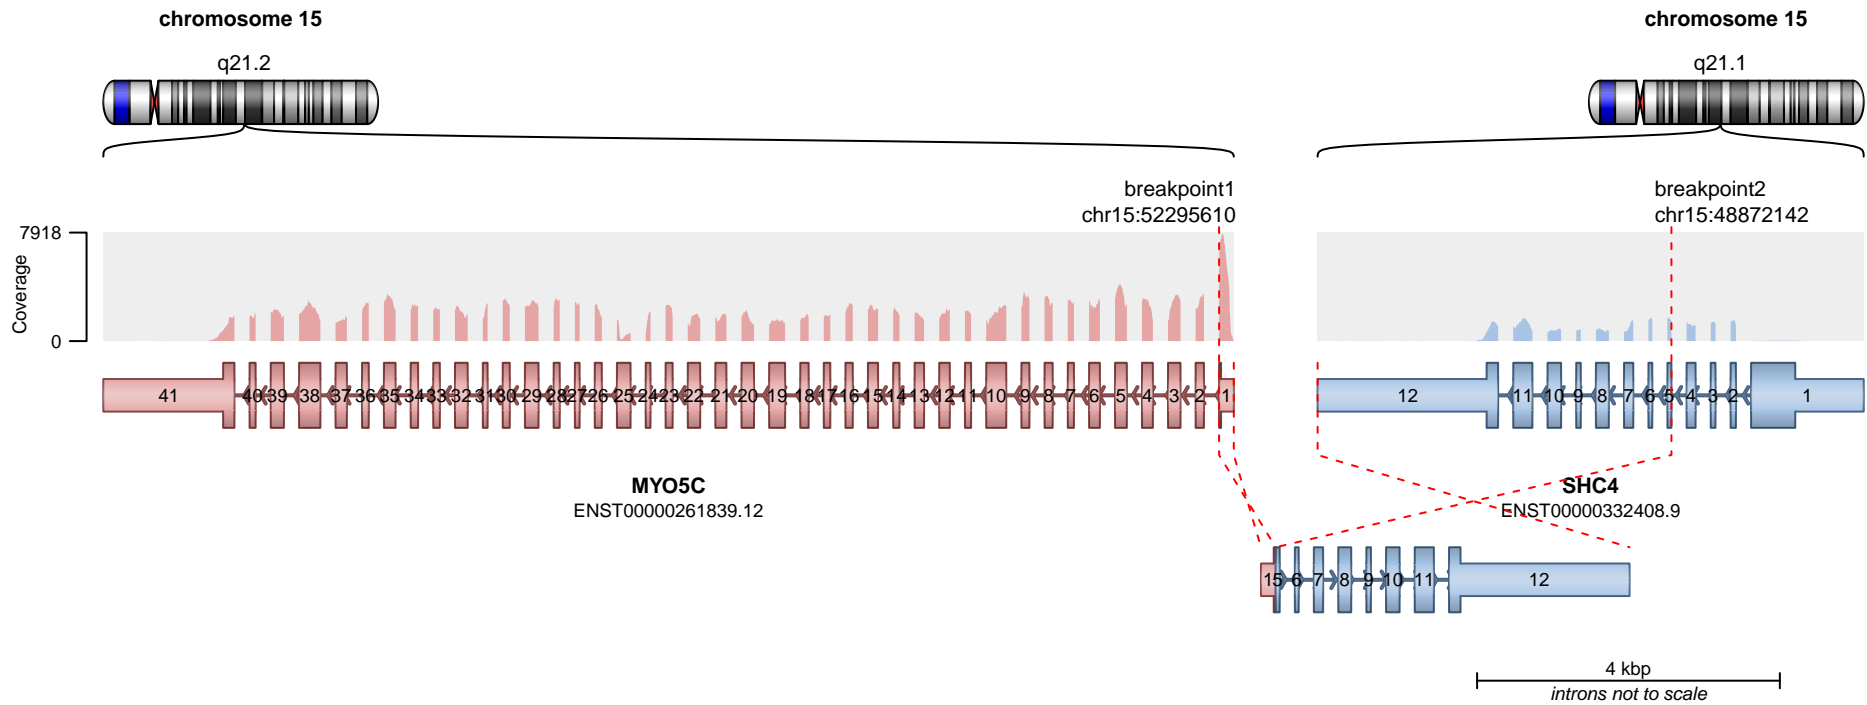 chromosome 15
chromosome 15
q21.2
q21.1
breakpoint1
chr15:52295610
breakpoint2
chr15:48872142
7918
Coverage
0
41 40 39 38 37 36 35 34 33 32 31 30 29 28 27 26 25 24 23 22 21 20 19 18 17 16 15 14 13 12 11 10 9 8 7 6 5 4 3 2 1
12 11 10 9 8 7 6 5 4 3 2 1
MYO5C
ENST00000261839.12
SHC4
ENST00000332408.9
1 5 6 7 8 9 10 11 12
4 kbp
introns not to scale